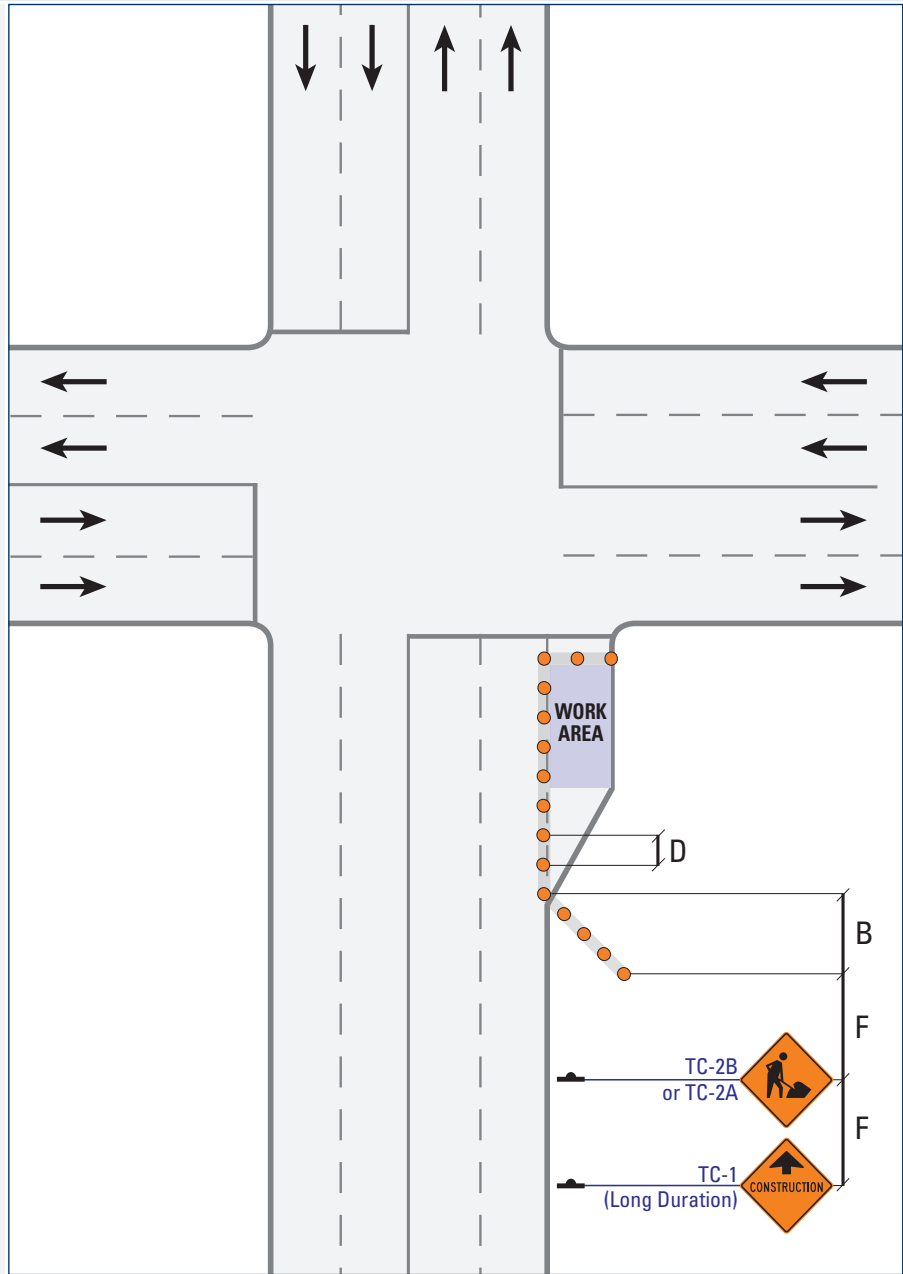 WORK
AREA
D
B
F
TC-2B
or TC-2A
F
TC-1
(Long Duration)
CONSTRUCTION